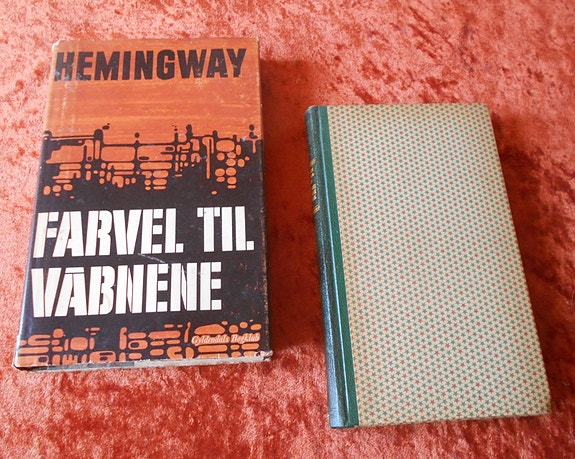 HEMINGWAY
FARVEL TIL
VÅBNENE
Gyldendals Bogklub